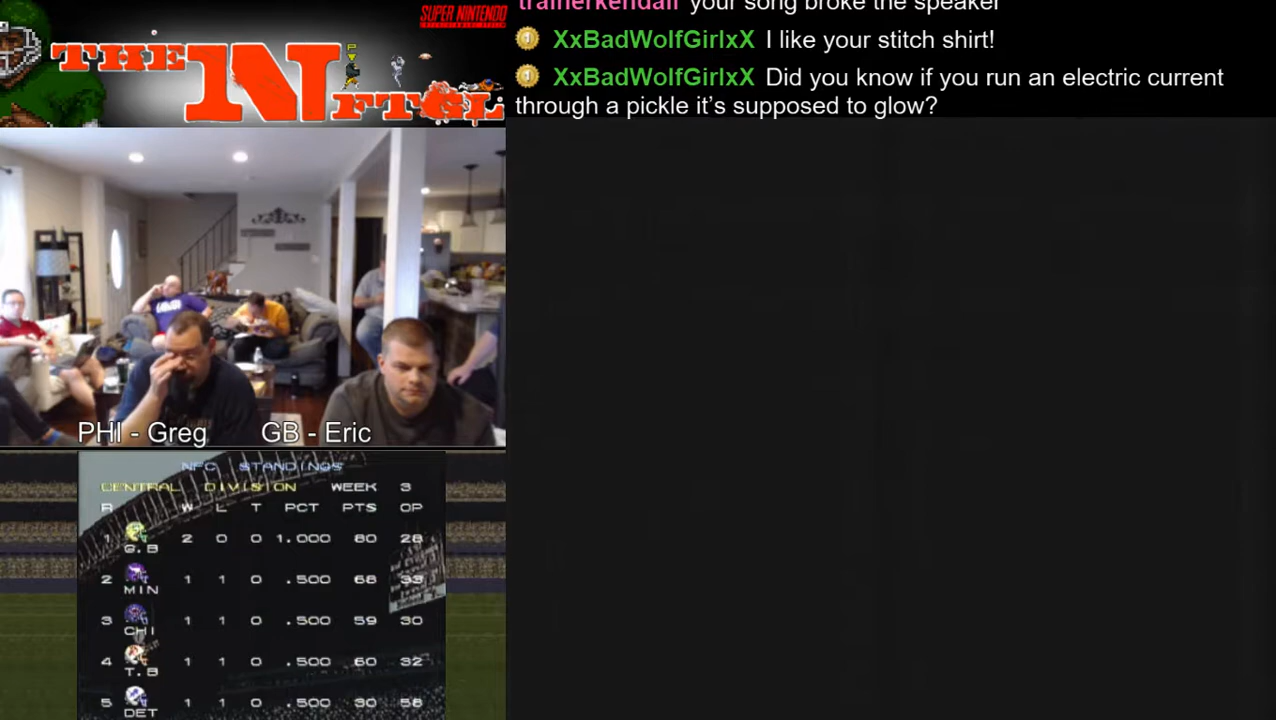 SUPER NINTENDO
ENTERTAINMENT SYSTEM
THE NFTSL
P
trainerkendall your song broke the speaker
XxBadWolfGirlxX I like your stitch shirt!
XxBadWolfGirlxX Did you know if you run an electric current
through a pickle it's supposed to glow?
PHI - Greg GB - Eric
NFC STANDINGS
CENTRAL DIVISION WEEK 3
R W L T PCT PTS OP
1 G.B 2 0 0 1.000 80 28
2 MIN 1 1 0 .500 68 33
3 CHI 1 1 0 .500 59 30
4 T.B 1 1 0 .500 60 32
5 DET 1 1 0 .500 30 58